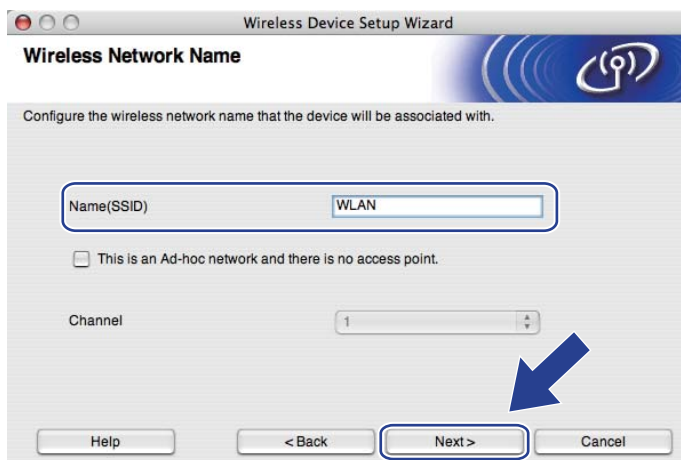 Wireless Device Setup Wizard
Wireless Network Name
Configure the wireless network name that the device will be associated with.
Name(SSID) WLAN
This is an Ad-hoc network and there is no access point.
Channel 1
Help < Back Next > Cancel